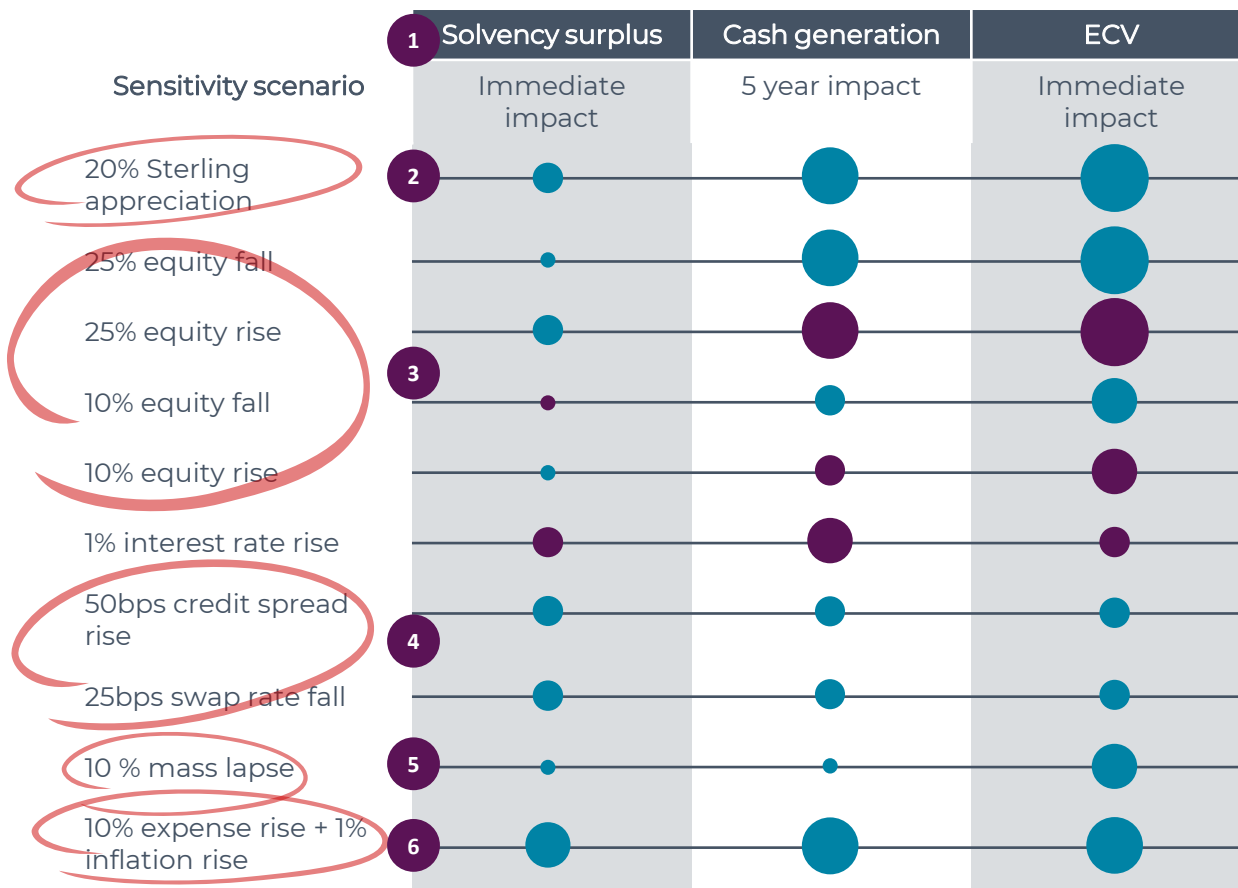 1 Solvency surplus Cash generation ECV
Sensitivity scenario Immediate 5 year impact Immediate
impact impact
20% Sterling
appreciation
2
25% equity fall
25% equity rise
3
10% equity fall
10% equity rise
1% interest rate rise
50bps credit spread
rise
4
25bps swap rate fall
10 % mass lapse
5
10% expense rise + 1%
inflation rise
6